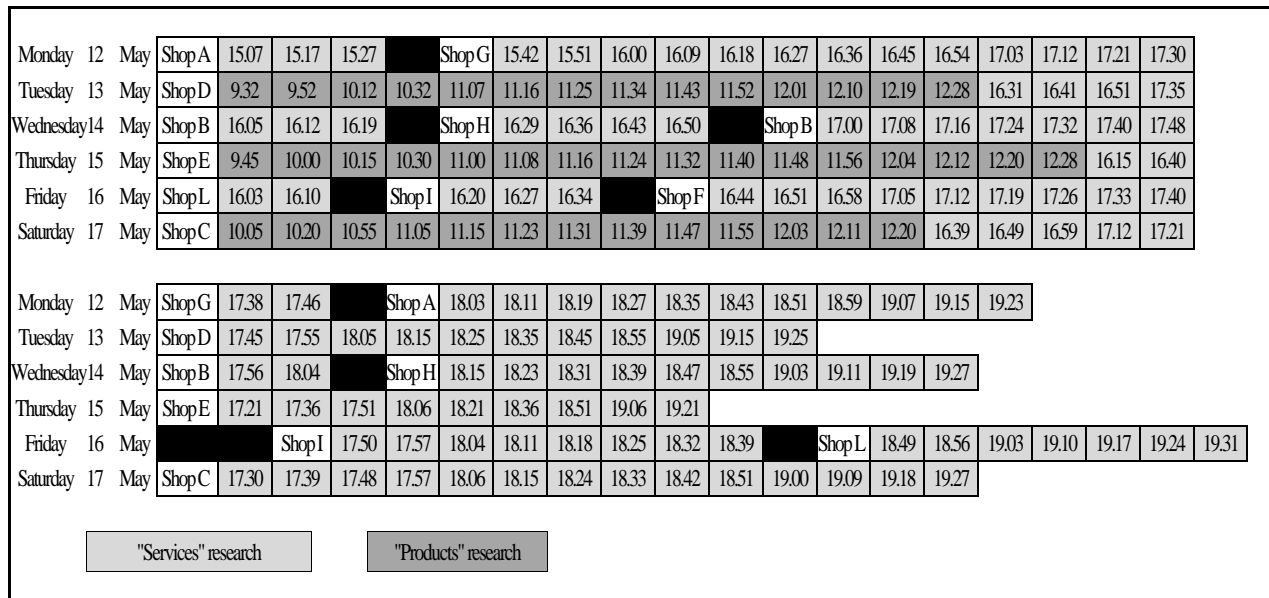 Monday 12 May Shop A 15.07 15.17 15.27 Shop G 15.42 15.51 16.00 16.09 16.18 16.27 16.36 16.45 16.54 17.03 17.12 17.21 17.30
Tuesday 13 May Shop D 9.32 9.52 10.12 10.32 11.07 11.16 11.25 11.34 11.43 11.52 12.01 12.10 12.19 12.28 16.31 16.41 16.51 17.35
Wednesday 14 May Shop B 16.05 16.12 16.19 Shop H 16.29 16.36 16.43 16.50 Shop B 17.00 17.08 17.16 17.24 17.32 17.40 17.48
Thursday 15 May Shop E 9.45 10.00 10.15 10.30 11.00 11.08 11.16 11.24 11.32 11.40 11.48 11.56 12.04 12.12 12.20 12.28 16.15 16.40
Friday 16 May Shop L 16.03 16.10 Shop I 16.20 16.27 16.34 Shop F 16.44 16.51 16.58 17.05 17.12 17.19 17.26 17.33 17.40
Saturday 17 May Shop C 10.05 10.20 10.55 11.05 11.15 11.23 11.31 11.39 11.47 11.55 12.03 12.11 12.20 16.39 16.49 16.59 17.12 17.21
Monday 12 May Shop G 17.38 17.46 Shop A 18.03 18.11 18.19 18.27 18.35 18.43 18.51 18.59 19.07 19.15 19.23
Tuesday 13 May Shop D 17.45 17.55 18.05 18.15 18.25 18.35 18.45 18.55 19.05 19.15 19.25
Wednesday 14 May Shop B 17.56 18.04 Shop H 18.15 18.23 18.31 18.39 18.47 18.55 19.03 19.11 19.19 19.27
Thursday 15 May Shop E 17.21 17.36 17.51 18.06 18.21 18.36 18.51 19.06 19.21
Friday 16 May Shop I 17.50 17.57 18.04 18.11 18.18 18.25 18.32 18.39 Shop L 18.49 18.56 19.03 19.10 19.17 19.24 19.31
Saturday 17 May Shop C 17.30 17.39 17.48 17.57 18.06 18.15 18.24 18.33 18.42 18.51 19.00 19.09 19.18 19.27
"Services" research "Products" research